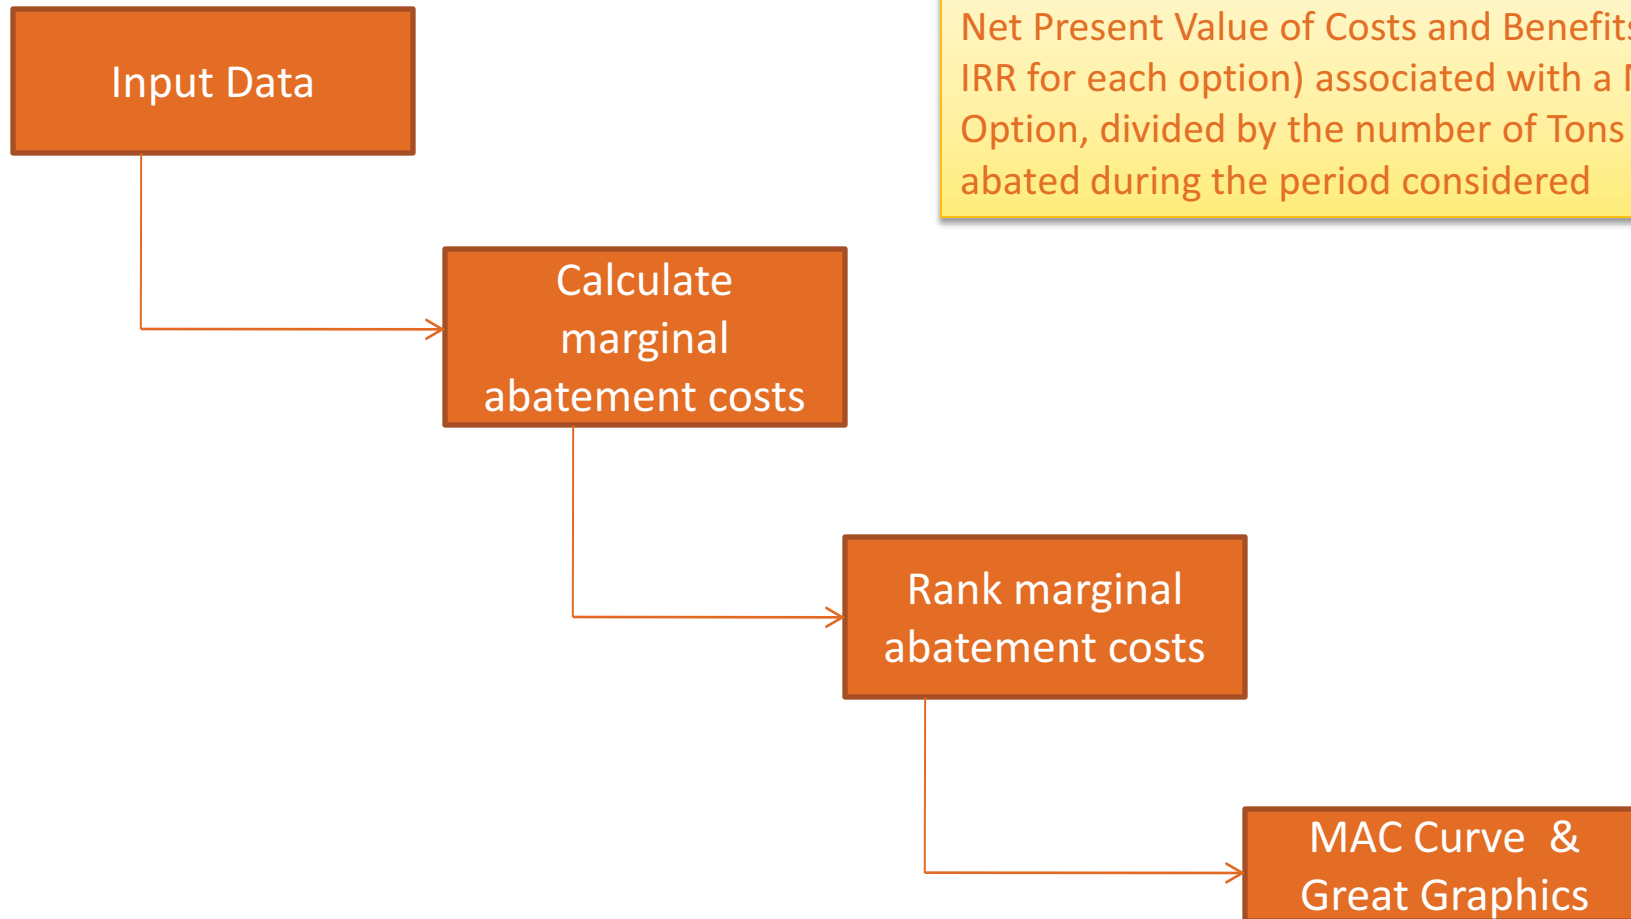 Input Data
Net Present Value of Costs and Benefits
IRR for each option) associated with a
Option, divided by the number of Tons
abated during the period considered
Calculate
marginal
abatement costs
Rank marginal
abatement costs
MAC Curve &
Great Graphics